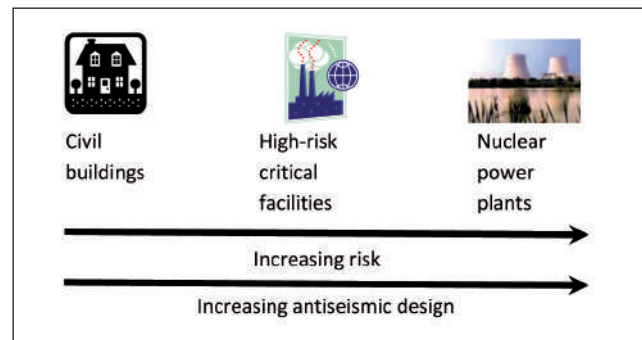 Civil
buildings
High-risk
critical
facilities
Nuclear
power
plants
Increasing risk
Increasing antiseismic design